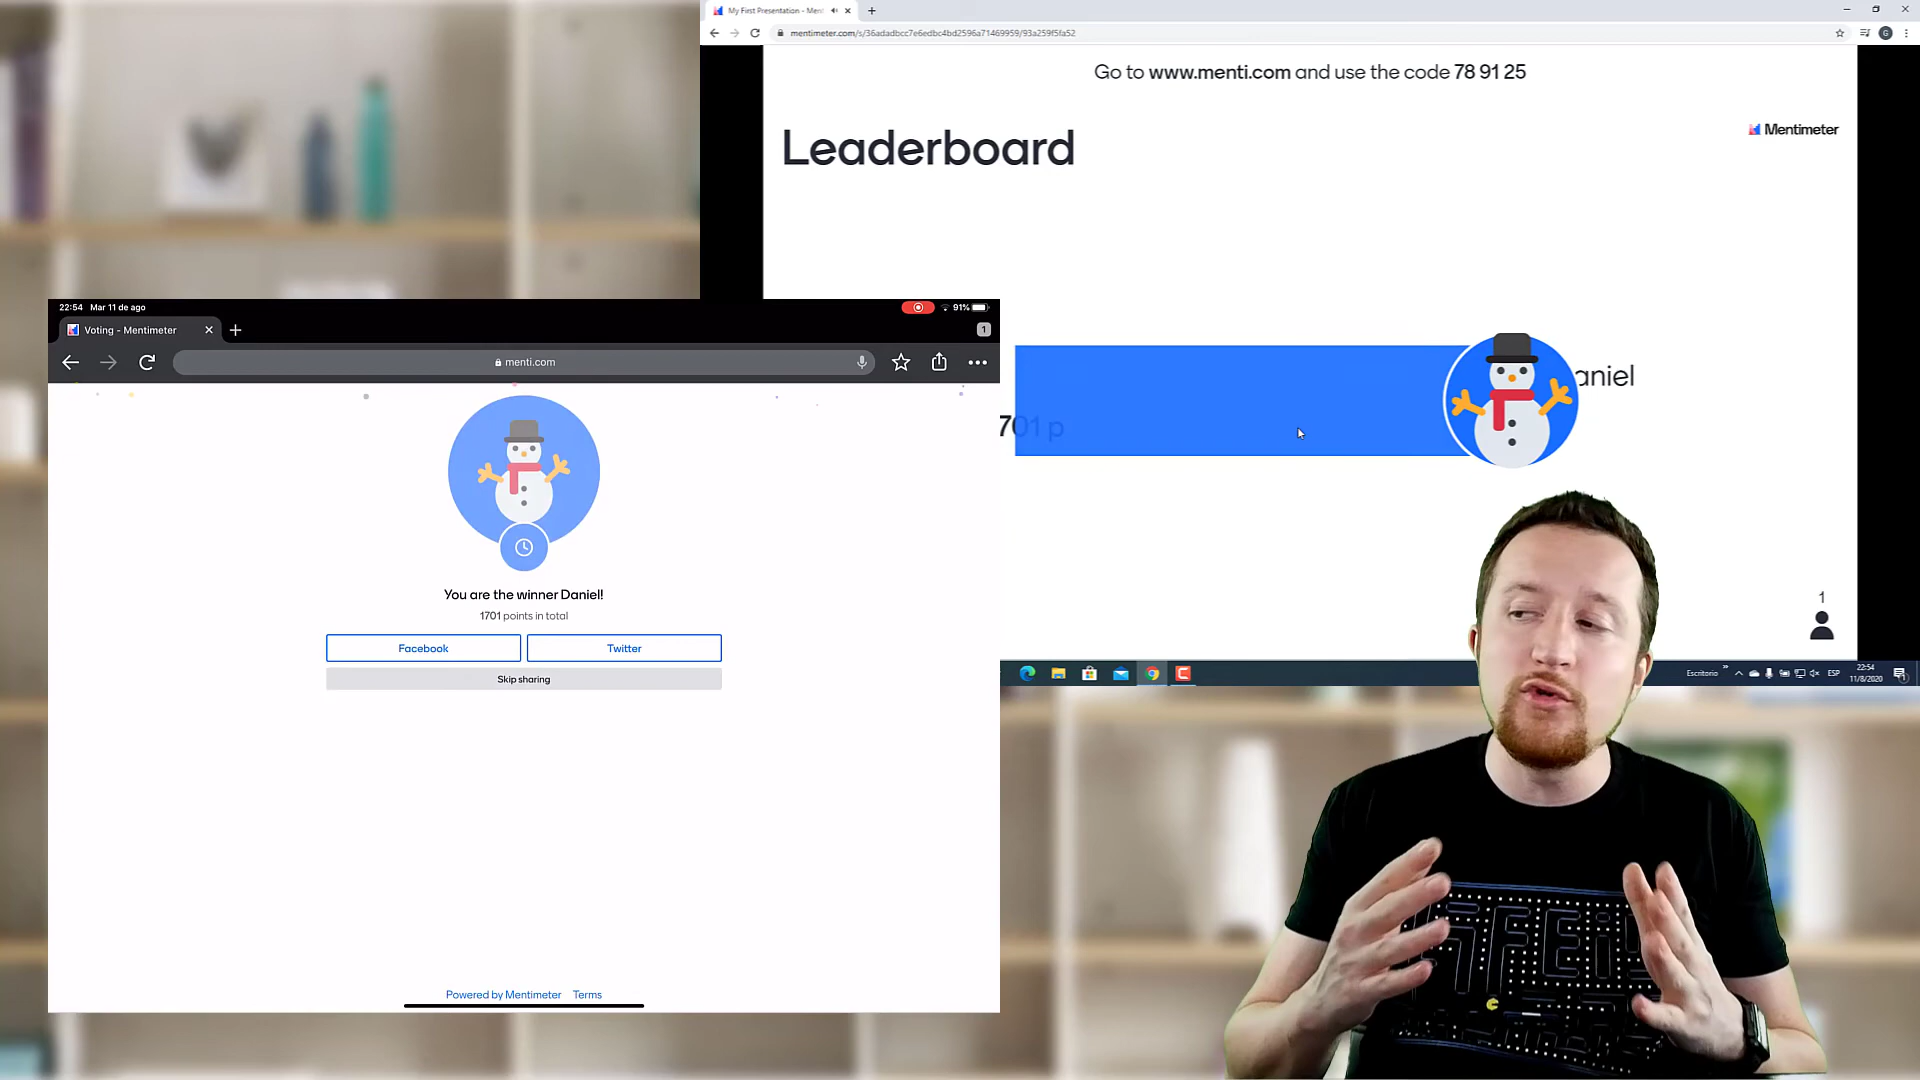 My First Presentation - Ment
mentimeter.com/s/36adadbcc7e6edbc4bd2596a71469959/93a259f5fa52
G
Go to www.menti.com and use the code 78 91 25
Mentimeter
Leaderboard
22:54 Mar 11 de ago
91%
Voting - Mentimeter
1
menti.com
aniel
701 p
You are the winner Daniel!
1701 points in total
Facebook Twitter
Skip sharing
1
Escritorio
ESP
22:54
11/8/2020
Powered by Mentimeter Terms